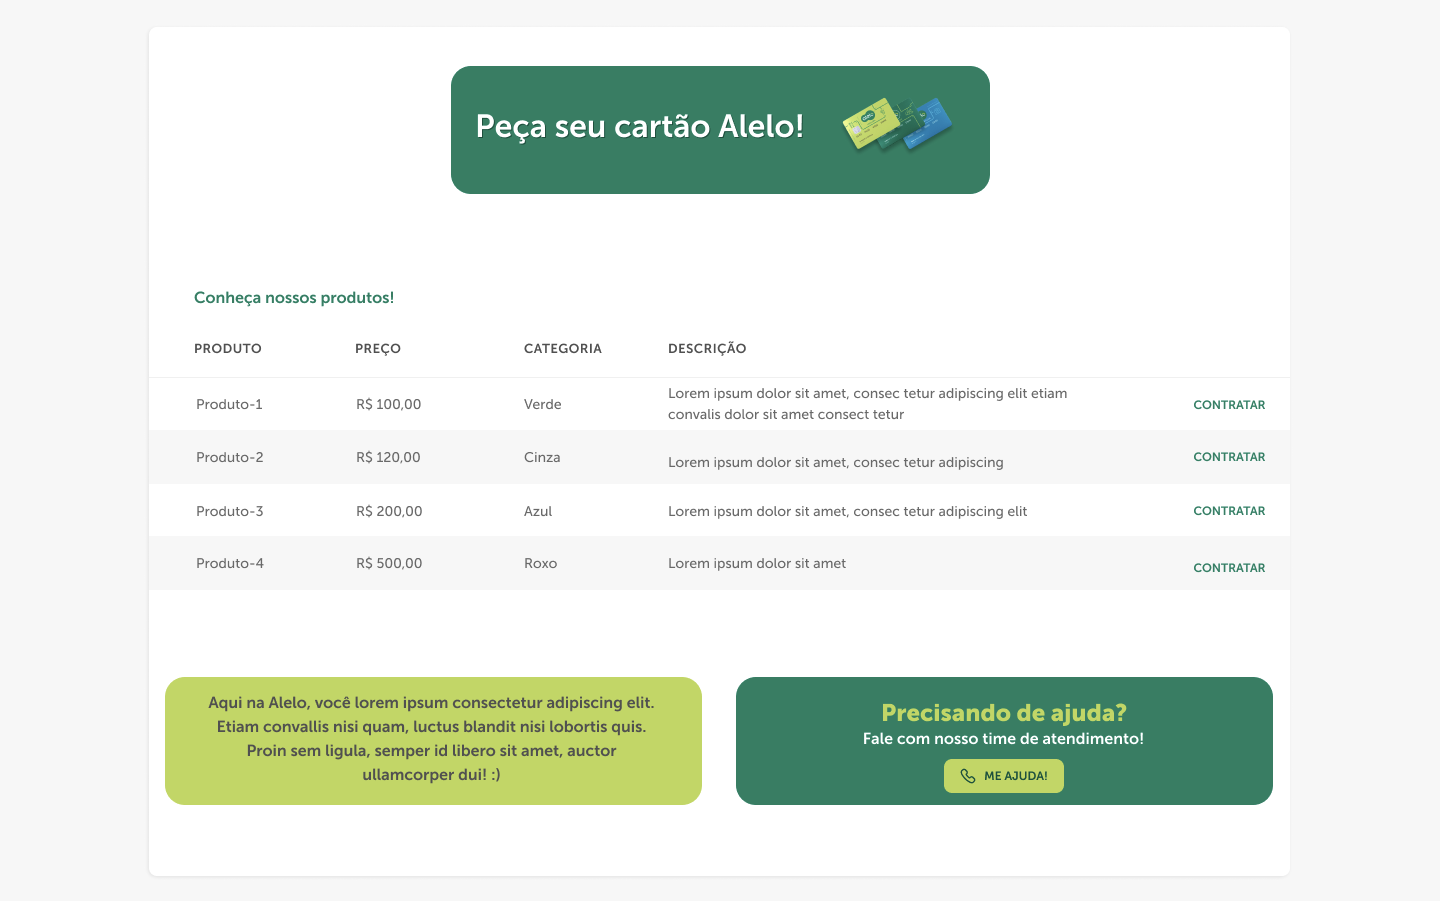 Peça seu cartão Alelo!
Conheça nossos produtos!
PRODUTO PREÇO CATEGORIA DESCRIÇÃO
Produto-1 R$ 100,00 Verde Lorem ipsum dolor sit amet, consec tetur adipiscing elit etiam
convalis dolor sit amet consect tetur CONTRATAR
Produto-2 R$ 120,00 Cinza Lorem ipsum dolor sit amet, consec tetur adipiscing CONTRATAR
Produto-3 R$ 200,00 Azul Lorem ipsum dolor sit amet, consec tetur adipiscing elit CONTRATAR
Produto-4 R$ 500,00 Roxo Lorem ipsum dolor sit amet CONTRATAR
Aqui na Alelo, você lorem ipsum consectetur adipiscing elit.
Etiam convallis nisi quam, luctus blandit nisi lobortis quis.
Proin sem ligula, semper id libero sit amet, auctor
ullamcorper dui! :)
Precisando de ajuda?
Fale com nosso time de atendimento!
ME AJUDA!